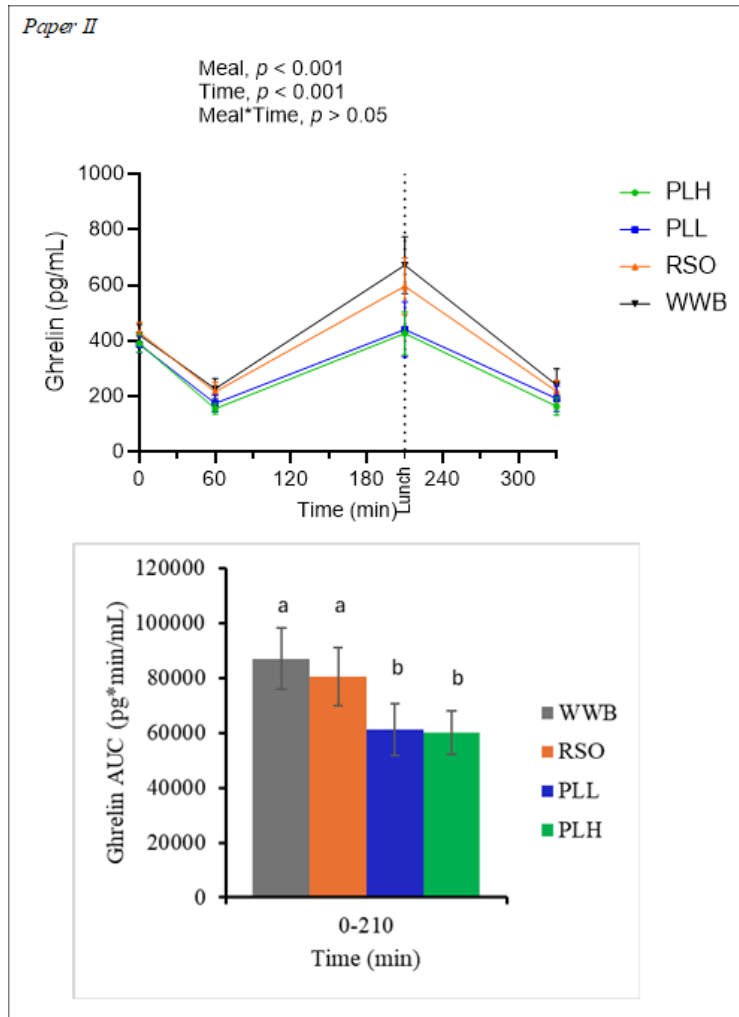 Paper II
Meal, p < 0.001
Time, p < 0.001
Meal*Time, p > 0.05
Ghrelin (pg/mL)
1000
800
600
400
200
0
0 60 120 180 240 300
Lunch
Time (min)
PLH
PLL
RSO
WWB
Ghrelin AUC (pg*min/mL)
120000
100000
80000
60000
40000
20000
0
a a b b
0-210
Time (min)
WWB
RSO
PLL
PLH